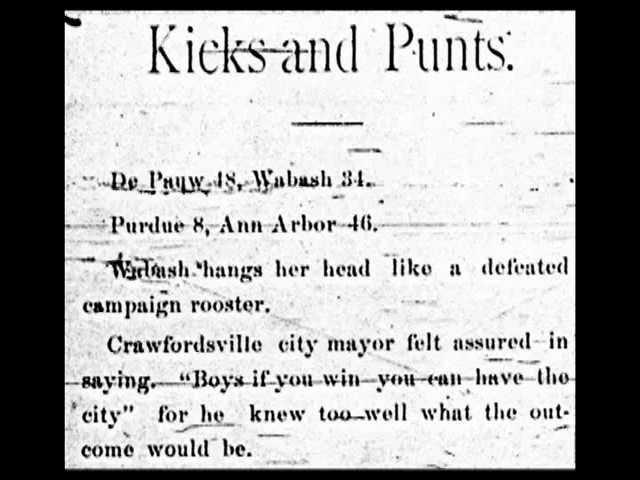 Kicks and Punts.
De Pauw 48, Wabash 34.
Purdue 8, Ann Arbor 46.
Wabash hangs her head like a defeated
campaign rooster.
Crawfordsville city mayor felt assured in
saying. "Boys if you win you can have the
city" for he knew too well what the out-
come would be.